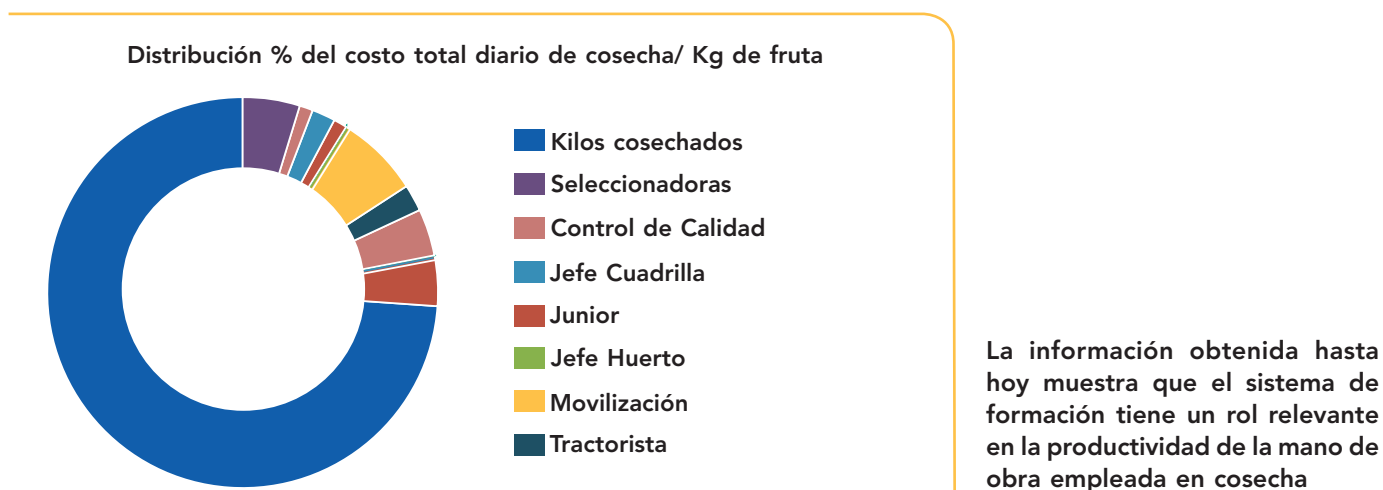 Distribución % del costo total diario de cosecha/ Kg de fruta
Kilos cosechados
Seleccionadoras
Control de Calidad
Jefe Cuadrilla
Junior
Jefe Huerto
Movilización
Tractorista
La información obtenida hasta
hoy muestra que el sistema de
formación tiene un rol relevante
en la productividad de la mano de
obra empleada en cosecha